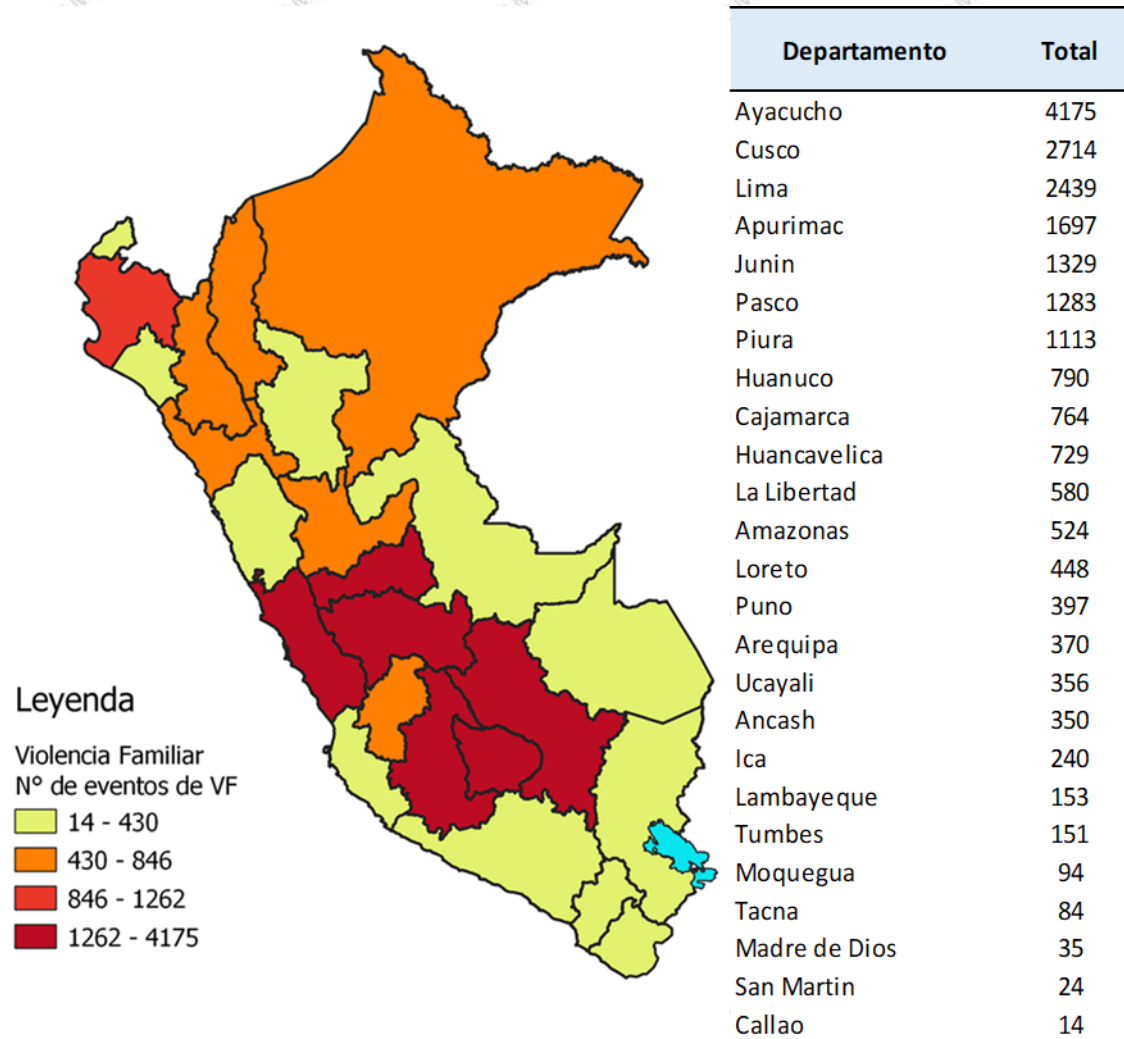 Departamento Total
Ayacucho 4175
Cusco 2714
Lima 2439
Apurimac 1697
Junin 1329
Pasco 1283
Piura 1113
Huanuco 790
Cajamarca 764
Huancavelica 729
La Libertad 580
Amazonas 524
Loreto 448
Puno 397
Arequipa 370
Ucayali 356
Ancash 350
Ica 240
Lambayeque 153
Tumbes 151
Moquegua 94
Tacna 84
Madre de Dios 35
San Martin 24
Callao 14
Leyenda
Violencia Familiar
N° de eventos de VF
14 - 430
430 - 846
846 - 1262
1262 - 4175